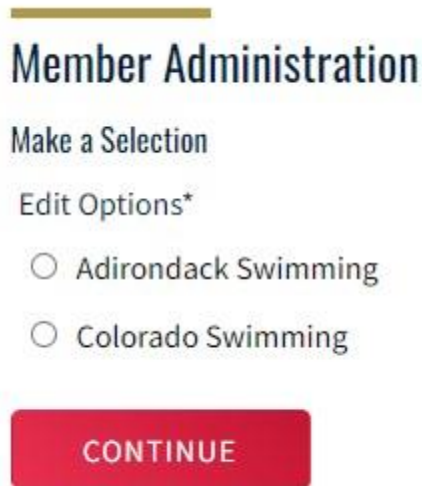 Member Administration
Make a Selection
Edit Options*
Adirondack Swimming
Colorado Swimming
CONTINUE